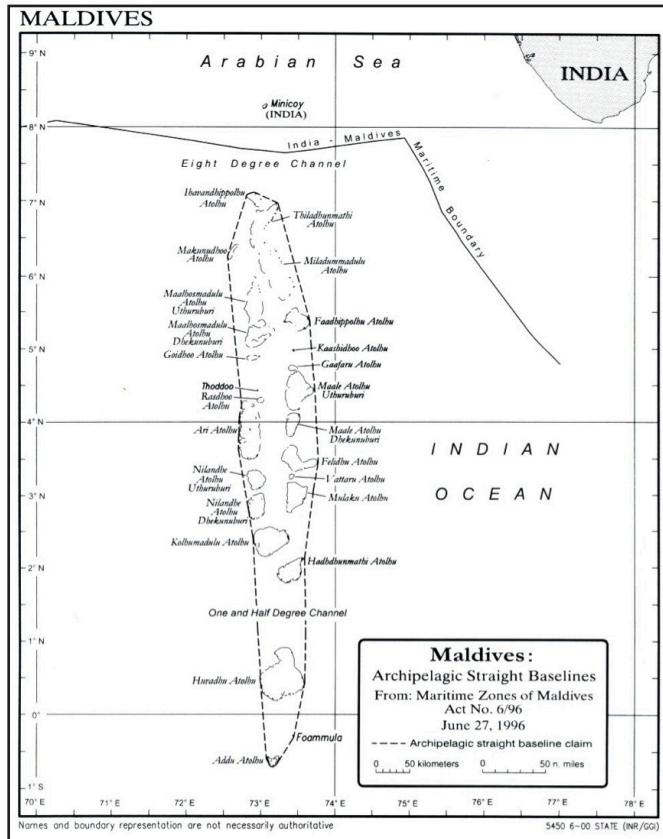 MALDIVES
9° N
8° N
7° N
6° N
5° N
4° N
3° N
2° N
1° N
0°
1° S
Arabian Sea
INDIA
Minicoy
(INDIA)
India - Maldives
Maritime Boundary
Eight Degree Channel
Ihavandhippolhu
Atolhu
Thiladhunmathi
Atolhu
Makunudhoo
Atolhu
Miladummadulu
Atolhu
Maalhosmadulu
Atolhu
Uthuruburi
Maalhosmadulu
Atolhu
Dhekunuburi
Faadhippolhu Atolhu
Goidhoo Atolhu
Kaashidhoo Atolhu
Gaafaru Atolhu
Thoddoo
Rasdhoo
Atolhu
Maale Atolhu
Uthuruburi
Ari Atolhu
Maale Atolhu
Dhekunuburi
INDIAN
OCEAN
Felidhu Atolhu
Nilandhe
Atolhu
Uthuruburi
Vattaru Atolhu
Mulaku Atolhu
Nilandhe
Atolhu
Dhekunuburi
Kolhumadulu Atolhu
Hadhdhunmathi Atolhu
One and Half Degree Channel
Huradhu Atolhu
Foammula
Addu Atolhu
Maldives:
Archipelagic Straight Baselines
From: Maritime Zones of Maldives
Act No. 6/96
June 27, 1996
Archipelagic straight baseline claim
0 50 kilometers 0 50 n. miles
70° E 71° E 72° E 73° E 74° E 75° E 76° E 77° E 78° E
Names and boundary representation are not necessarily authoritative 5450 6-00 STATE (INR/GGI)